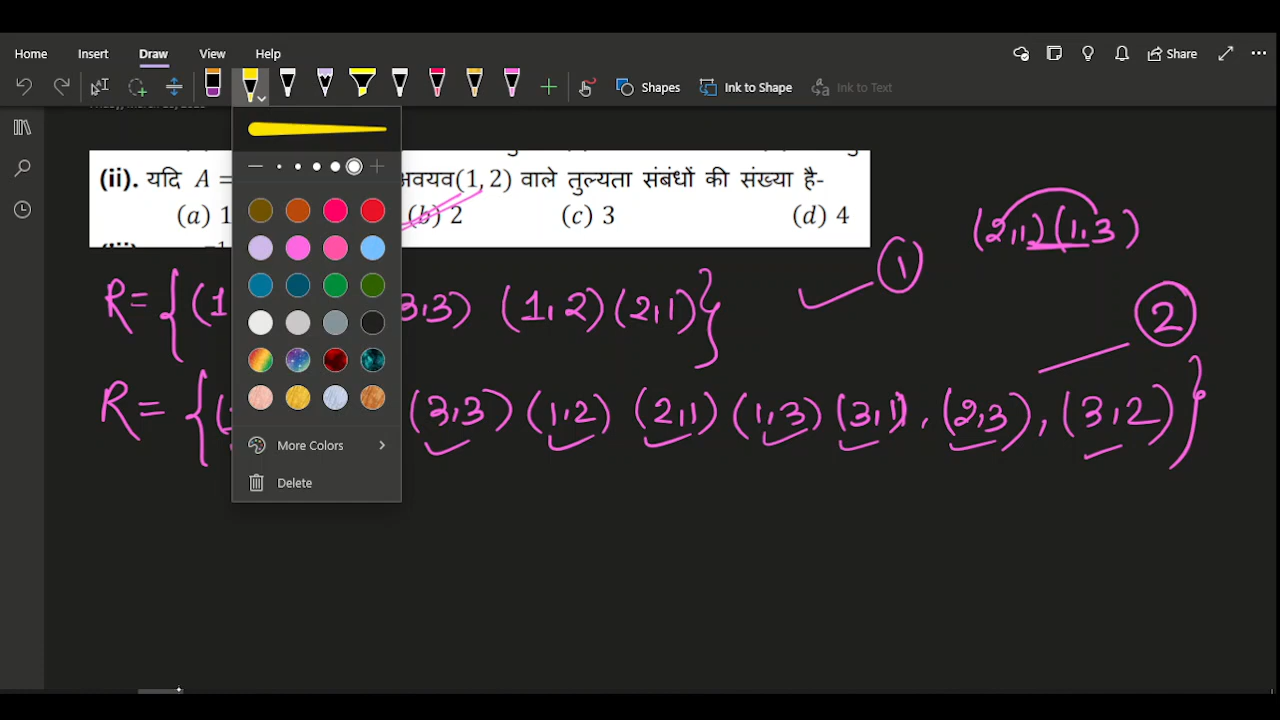 Home Insert Draw View Help
Share
Shapes Ink to Shape Ink to Text
(ii). यदि A = अवयव(1, 2) वाले तुल्यता संबंधों की संख्या है-
(a) 1 (b) 2 (c) 3 (d) 4
(2,1) (1,3)
R = { (1 3,3) (1,2) (2,1) } 1
2
R = { ( (3,3) (1,2) (2,1) (1,3) (3,1) , (2,3) , (3,2) }
More Colors
Delete